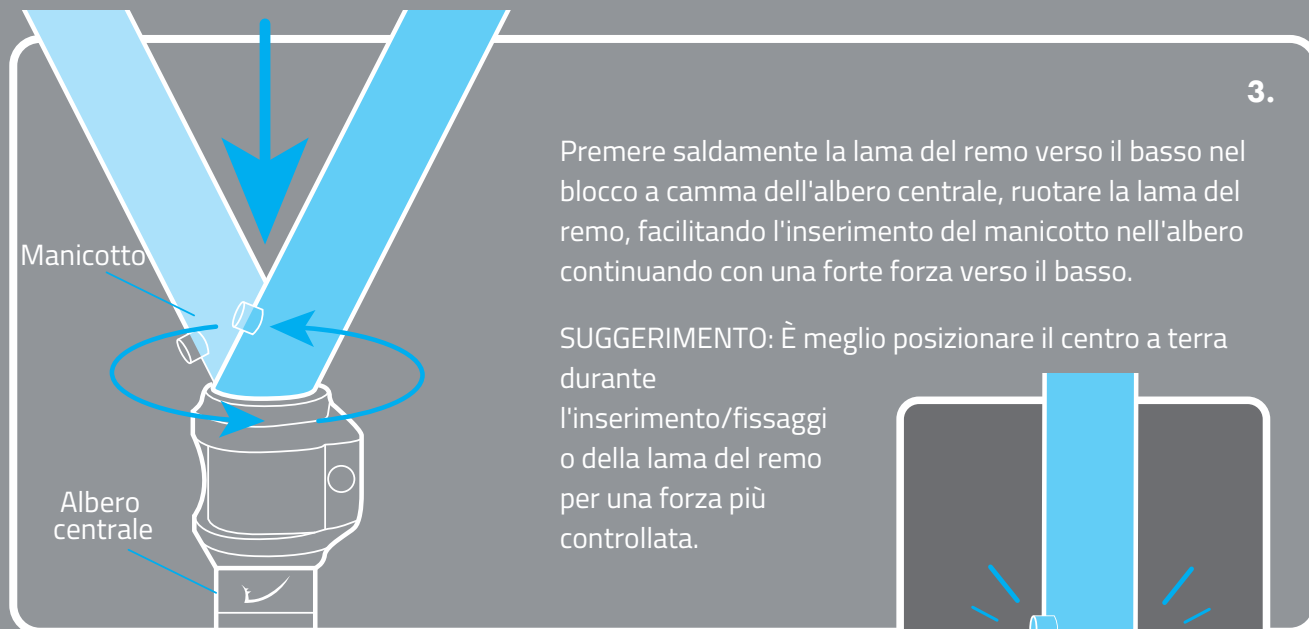 3.
Premere saldamente la lama del remo verso il basso nel
blocco a camma dell'albero centrale, ruotare la lama del
remo, facilitando l'inserimento del manicotto nell'albero
continuando con una forte forza verso il basso.
SUGGERIMENTO: È meglio posizionare il centro a terra
durante
l'inserimento/fissaggi
o della lama del remo
per una forza più
controllata.
Manicotto
Albero
centrale